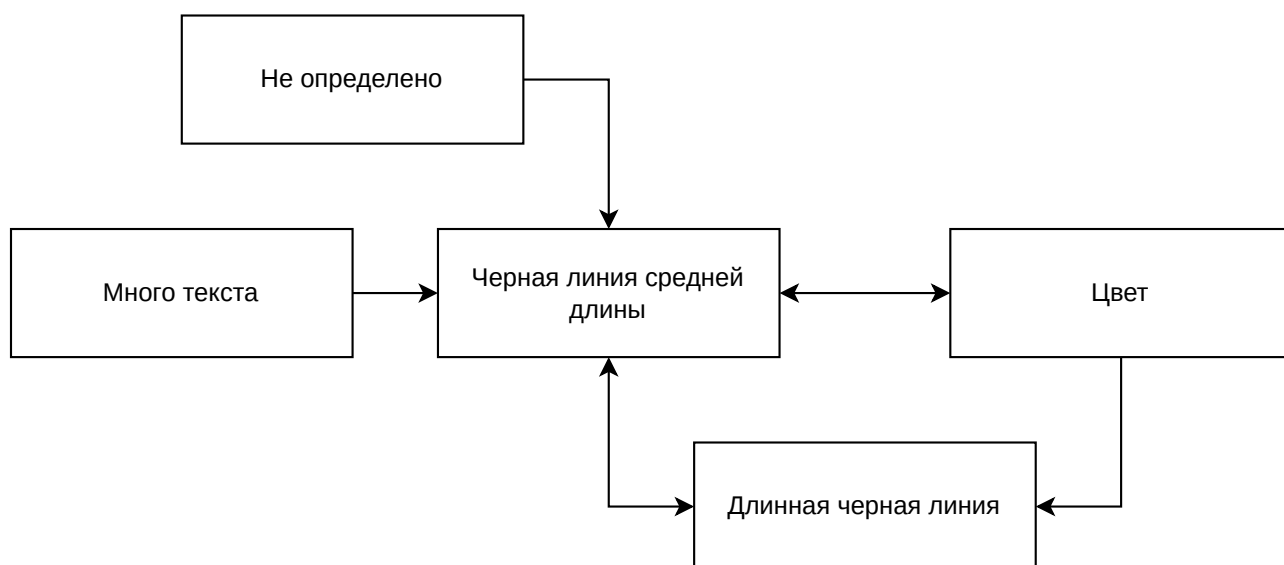 Не определено
Много текста
Черная линия средней
длины
Цвет
Длинная черная линия